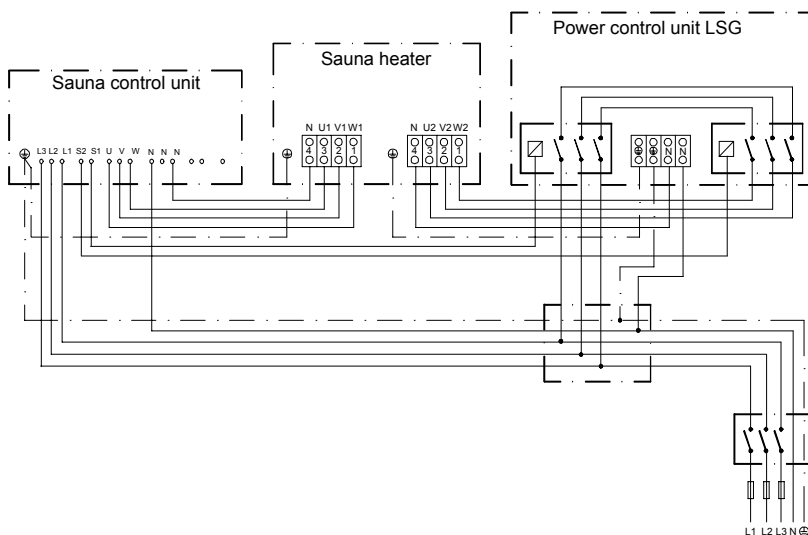 Power control unit LSG
Sauna heater
Sauna control unit
N U1 V1 W1
N U2 V2 W2
4 3 2 1
4 3 2 1
N N
L3 L2 L1 S2 S1 U V W N N N
L1 L2 L3 N